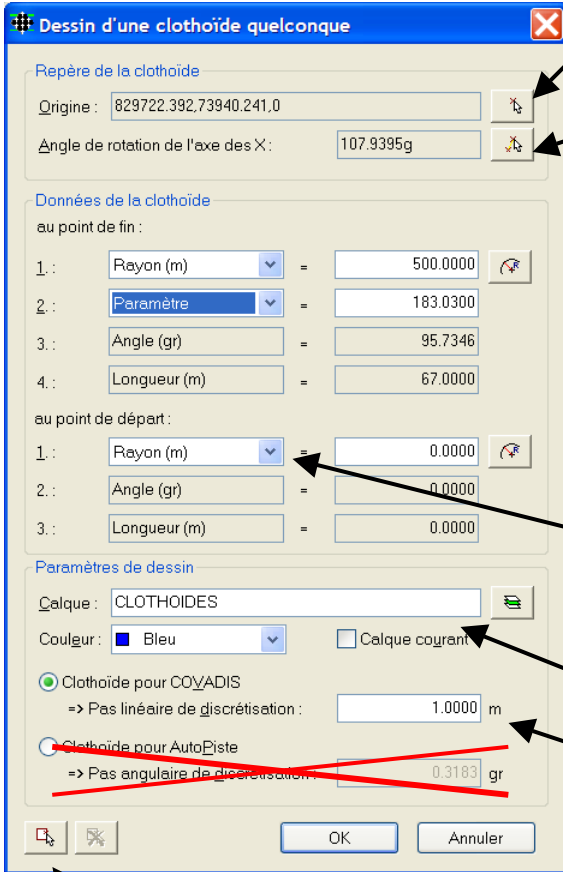 Dessin d'une clothoïde quelconque
Repère de la clothoïde
Origine : 829722.392,73940.241,0
Angle de rotation de l'axe des X : 107.9395g
Données de la clothoïde
au point de fin :
1. : Rayon (m) = 500.0000
2. : Paramètre = 183.0300
3. : Angle (gr) = 95.7346
4. : Longueur (m) = 67.0000
au point de départ :
1. : Rayon (m) = 0.0000
2. : Angle (gr) = 0.0000
3. : Longueur (m) = 0.0000
Paramètres de dessin
Calque : CLOTHOIDES
Couleur : Bleu Calque courant
Clothoïde pour COVADIS
=> Pas linéaire de discrétisation : 1.0000 m
Clothoïde pour AutoPiste
=> Pas angulaire de discrétisation : 0.3183 gr
OK Annuler